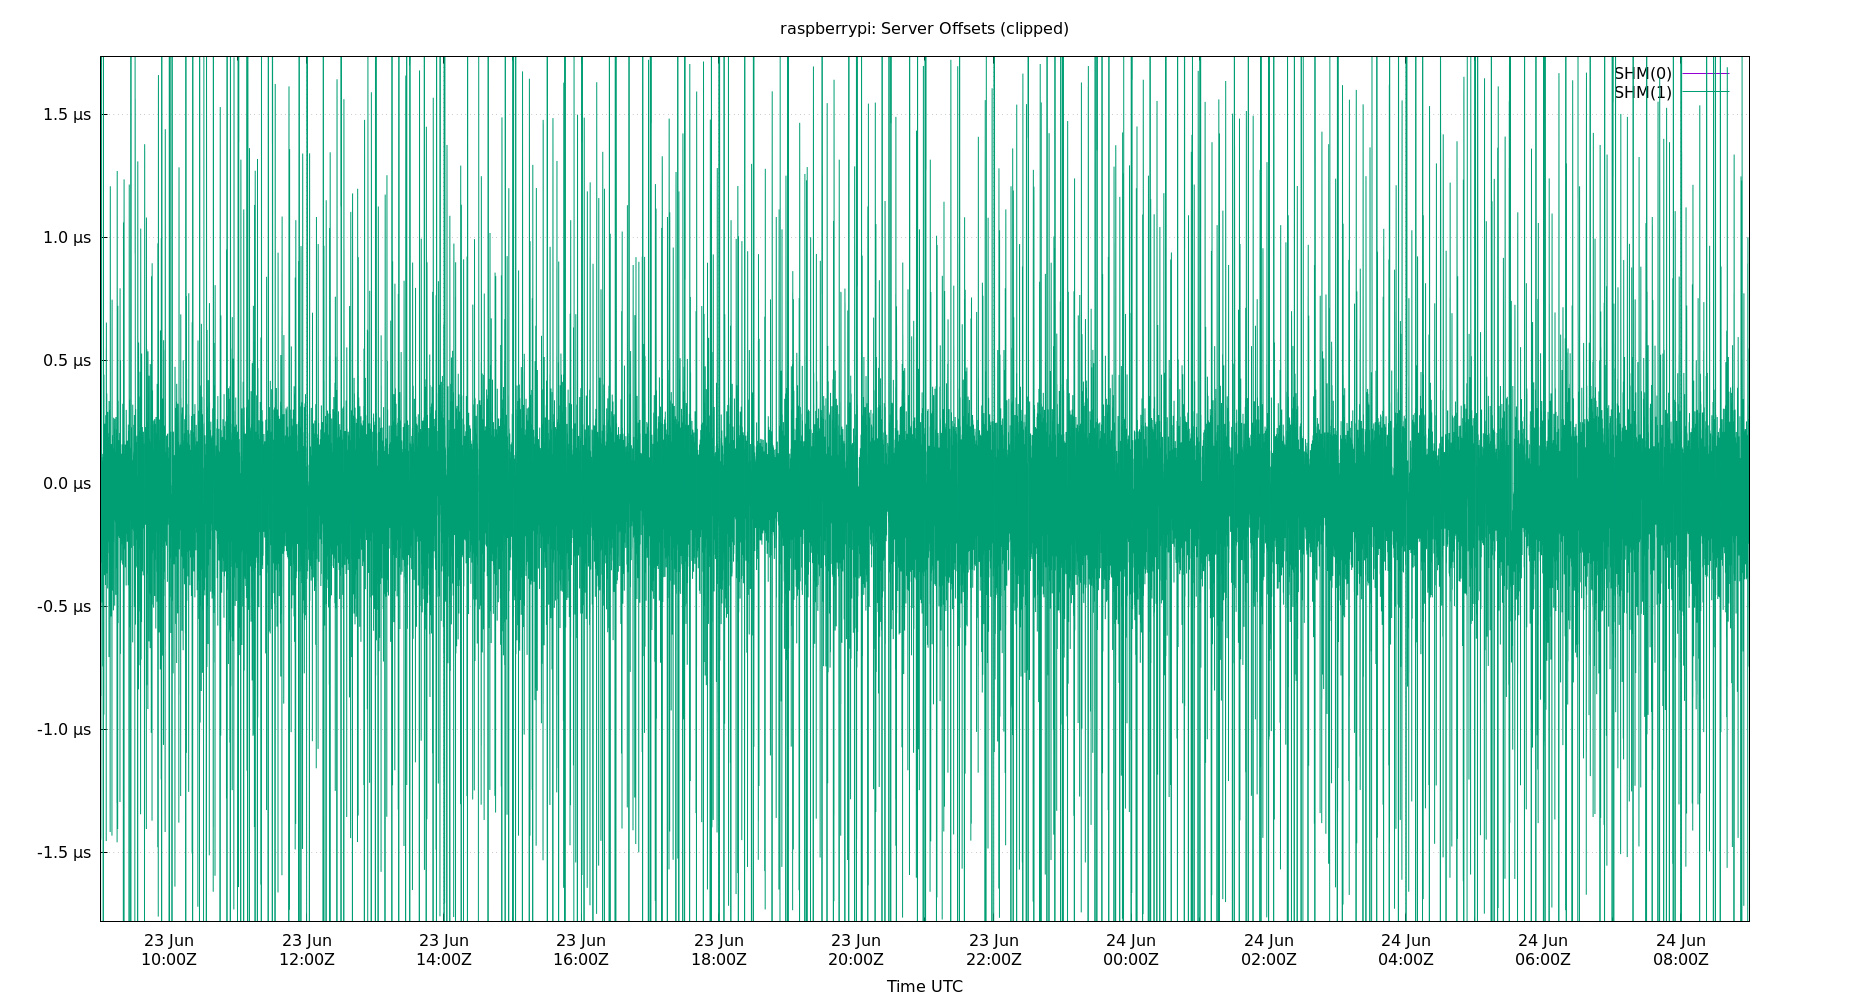 raspberrypi: Server Offsets (clipped)
SHM(0)
SHM(1)
1.5 µs
1.0 µs
0.5 µs
0.0 µs
-0.5 µs
-1.0 µs
-1.5 µs
23 Jun 23 Jun 23 Jun 23 Jun 23 Jun 23 Jun 23 Jun 24 Jun 24 Jun 24 Jun 24 Jun 24 Jun
10:00Z 12:00Z 14:00Z 16:00Z 18:00Z 20:00Z 22:00Z 00:00Z 02:00Z 04:00Z 06:00Z 08:00Z
Time UTC